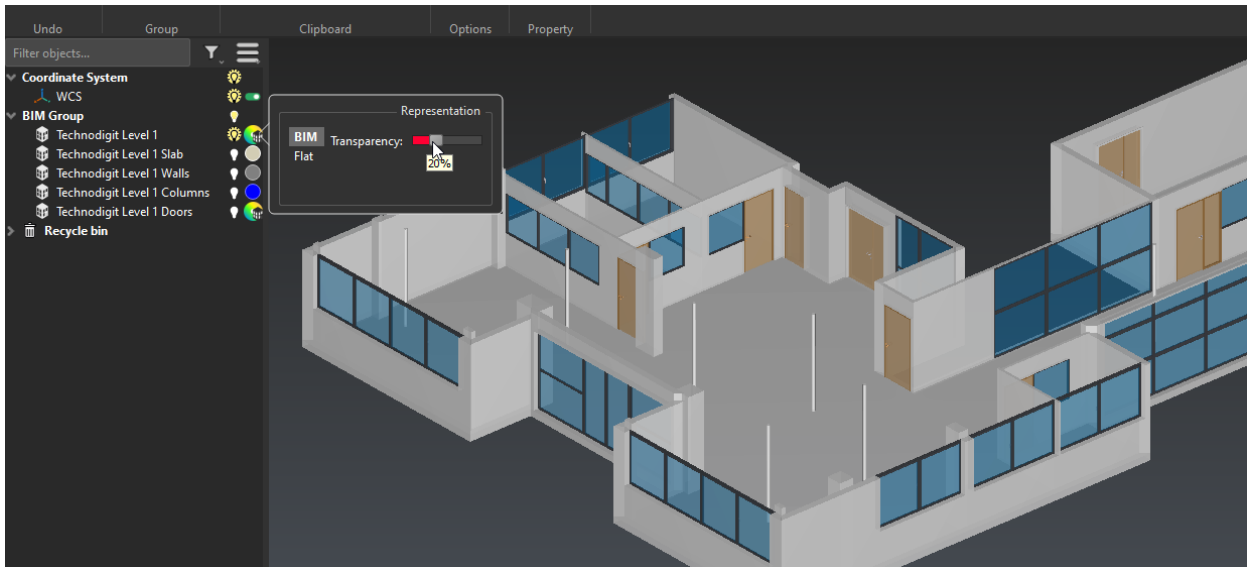 Undo Group Clipboard Options Property
Filter objects...
Coordinate System
WCS
BIM Group
Technodigit Level 1
Technodigit Level 1 Slab
Technodigit Level 1 Walls
Technodigit Level 1 Columns
Technodigit Level 1 Doors
Recycle bin
Representation
BIM Transparency:
Flat
20%